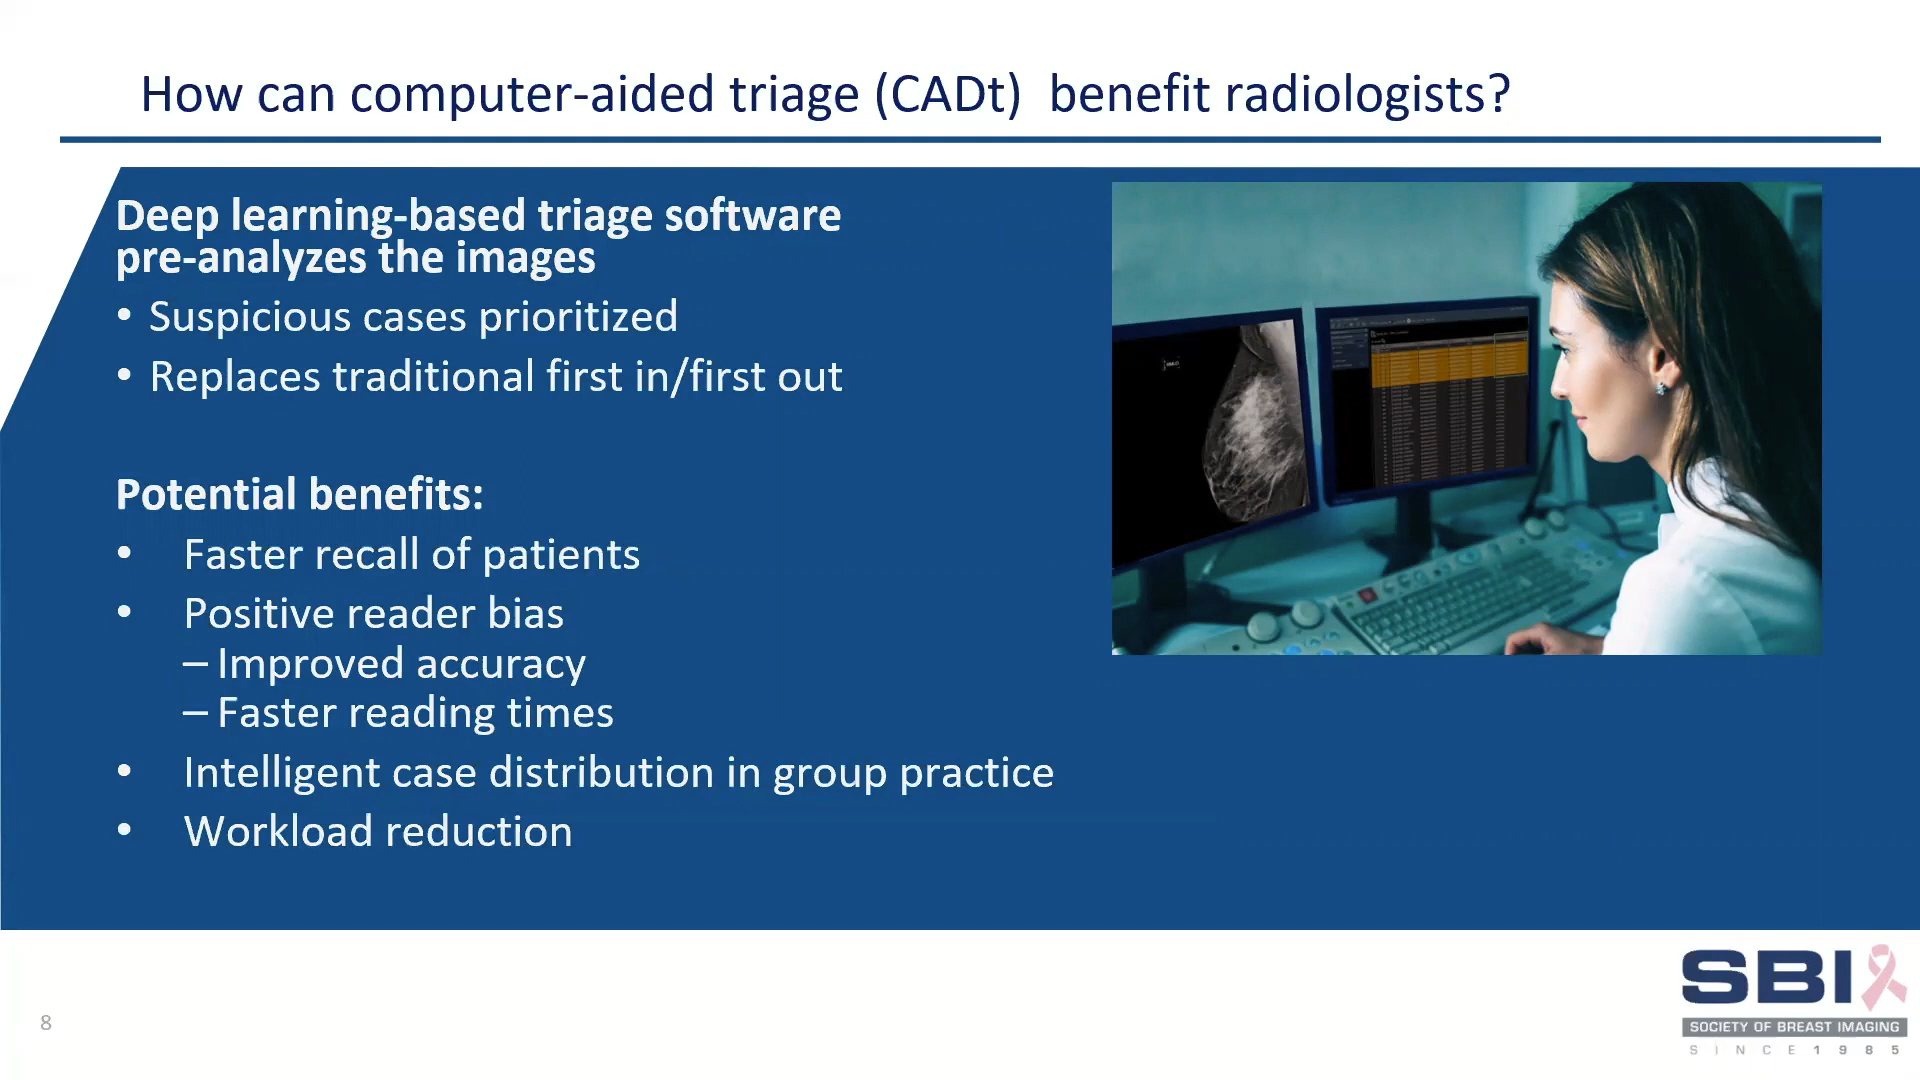 How can computer-aided triage (CADt)  benefit radiologists?
Deep learning-based triage software
pre-analyzes the images
• Suspicious cases prioritized
• Replaces traditional first in/first out
Potential benefits:
• Faster recall of patients
• Positive reader bias
– Improved accuracy
– Faster reading times
• Intelligent case distribution in group practice
• Workload reduction
8
SBI
SOCIETY OF BREAST IMAGING
SINCE 1985